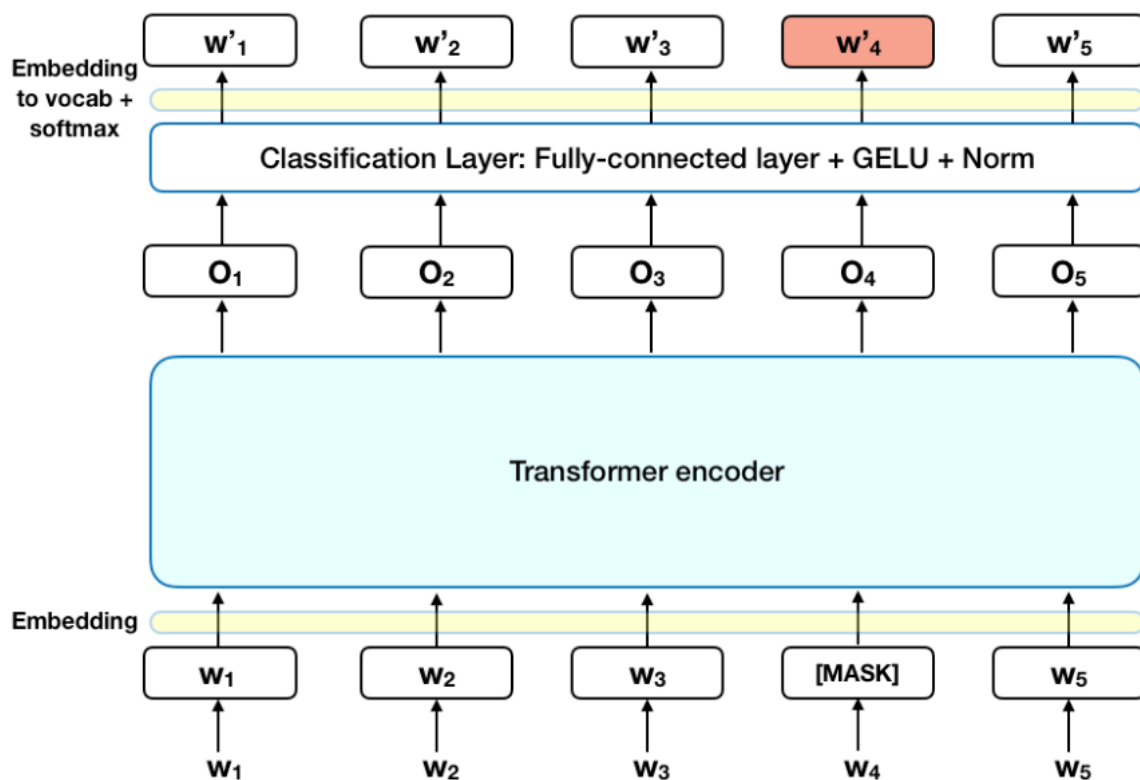 w'₁ w'₂ w'₃ w'₄ w'₅
Embedding
to vocab +
softmax
Classification Layer: Fully-connected layer + GELU + Norm
O₁ O₂ O₃ O₄ O₅
Transformer encoder
Embedding
w₁ w₂ w₃ [MASK] w₅
w₁ w₂ w₃ w₄ w₅